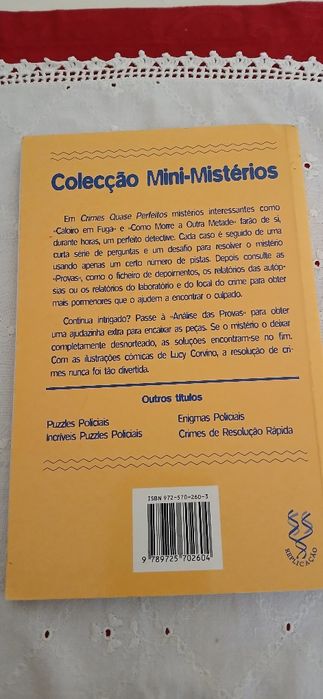 Colecção Mini-Mistérios
Em Crimes Quase Perfeitos mistérios interessantes como
«Caloiro em Fuga» e «Como Morre a Outra Metade» farão de si,
durante horas, um perfeito detective. Cada caso é seguido de uma
curta série de perguntas e um desafio para resolver o mistério
usando apenas um certo número de pistas. Depois consulte as
«Provas», como o ficheiro de depoimentos, os relatórios das autóp-
sias ou os relatórios do laboratório e do local do crime para obter
mais pormenores que o ajudem a encontrar o culpado.
Continua intrigado? Passe à «Análise das Provas» para obter
uma ajudazinha extra para encaixar as peças. Se o mistério o deixar
completamente desnorteado, as soluções encontram-se no fim.
Com as ilustrações cómicas de Lucy Corvino, a resolução de cri-
mes nunca foi tão divertida.
Outros títulos
Puzzles Policiais
Enigmas Policiais
Incríveis Puzzles Policiais
Crimes de Resolução Rápida
ISBN 972-570-260-3
9 789725 702604
REPLICAÇÃO